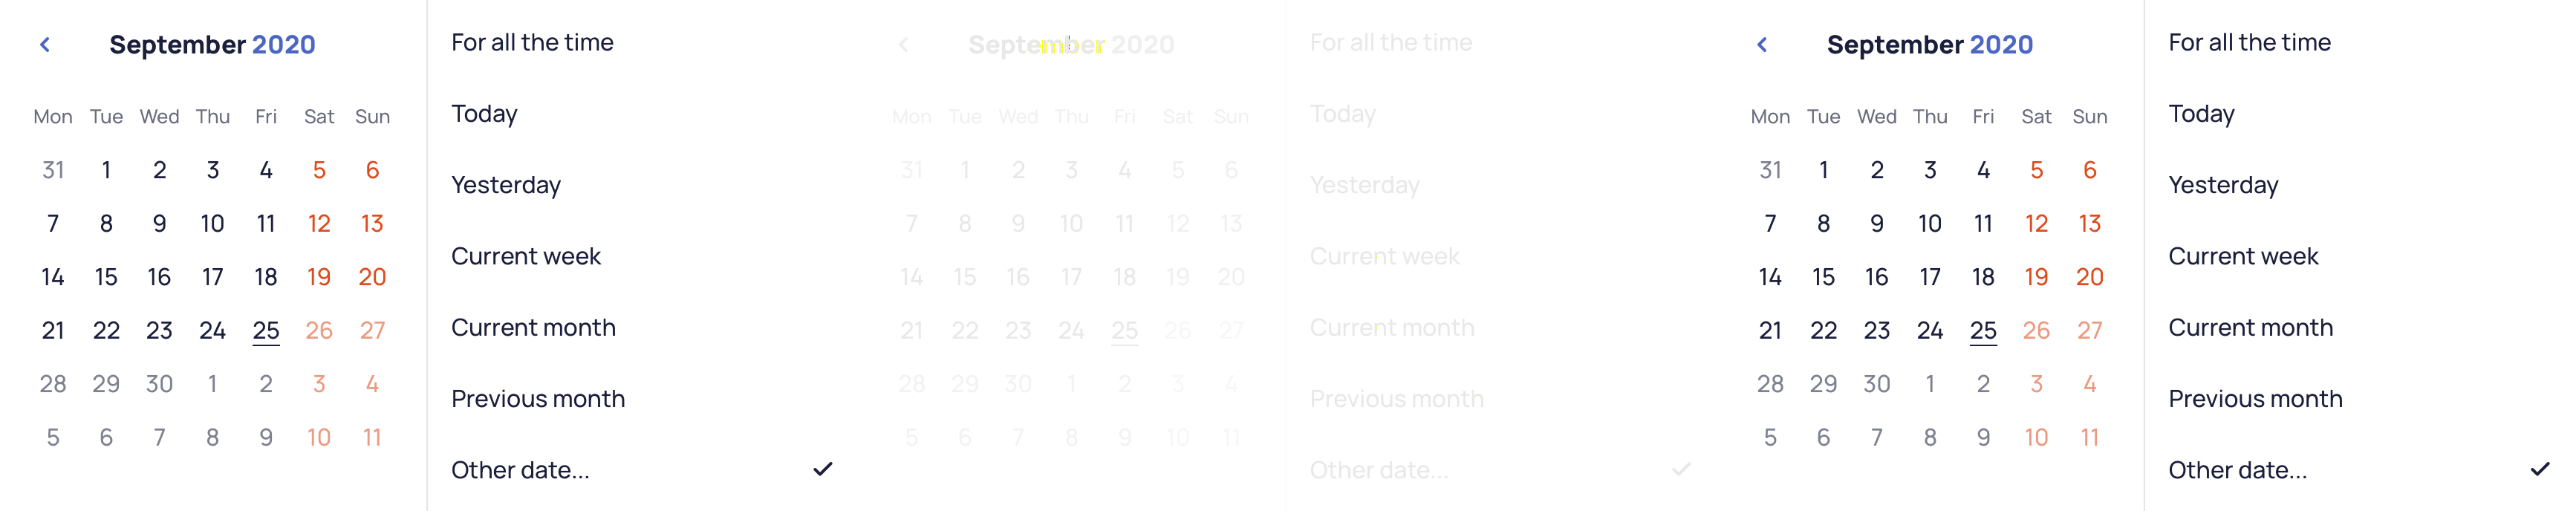 September 2020
Mon Tue Wed Thu Fri Sat Sun
31 1 2 3 4 5 6
7 8 9 10 11 12 13
14 15 16 17 18 19 20
21 22 23 24 25 26 27
28 29 30 1 2 3 4
5 6 7 8 9 10 11
For all the time
Today
Yesterday
Current week
Current month
Previous month
Other date...
September 2020
Mon Tue Wed Thu Fri Sat Sun
31 1 2 3 4 5 6
7 8 9 10 11 12 13
14 15 16 17 18 19 20
21 22 23 24 25 26 27
28 29 30 1 2 3 4
5 6 7 8 9 10 11
For all the time
Today
Yesterday
Current week
Current month
Previous month
Other date...
September 2020
Mon Tue Wed Thu Fri Sat Sun
31 1 2 3 4 5 6
7 8 9 10 11 12 13
14 15 16 17 18 19 20
21 22 23 24 25 26 27
28 29 30 1 2 3 4
5 6 7 8 9 10 11
For all the time
Today
Yesterday
Current week
Current month
Previous month
Other date...